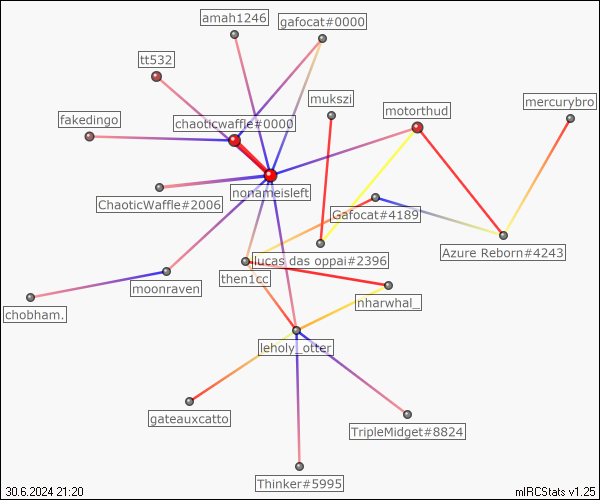 amah1246
gafocat#0000
tt532
mukszi
mercurybro
fakedingo
chaoticwaffle#0000
motorthud
nonameisleft
ChaoticWaffle#2006
Gafocat#4189
Azure Reborn#4243
lucas das oppai#2396
then1cc
moonraven
nharwhal_
chobham.
leholy_otter
gateauxcatto
TripleMidget#8824
Thinker#5995
30.6.2024 21:20
mIRCStats v1.25